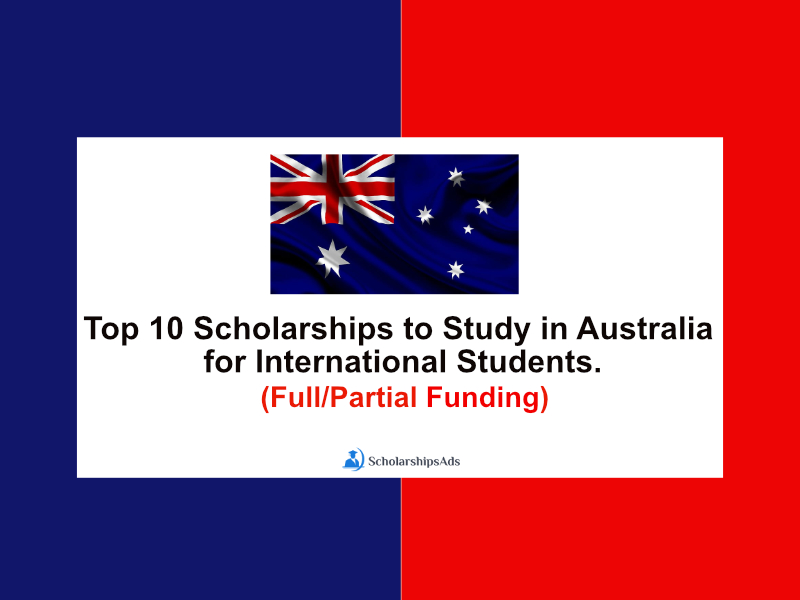 Top 10 Scholarships to Study in Australia
for International Students.
(Full/Partial Funding)
ScholarshipsAds